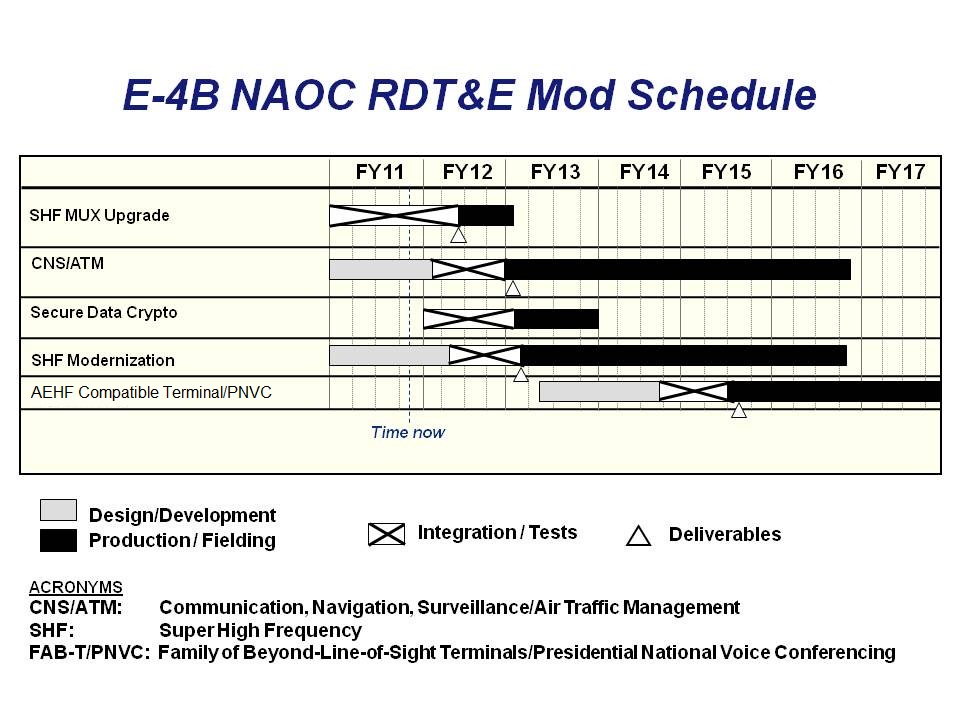 E-4B NAOC RDT&E Mod Schedule
FY11 FY12 FY13 FY14 FY15 FY16 FY17
SHF MUX Upgrade
CNS/ATM
Secure Data Crypto
SHF Modernization
AEHF Compatible Terminal/PNVC
Time now
Design/Development
Production / Fielding
Integration / Tests
Deliverables
ACRONYMS
CNS/ATM: Communication, Navigation, Surveillance/Air Traffic Management
SHF: Super High Frequency
FAB-T/PNVC: Family of Beyond-Line-of-Sight Terminals/Presidential National Voice Conferencing